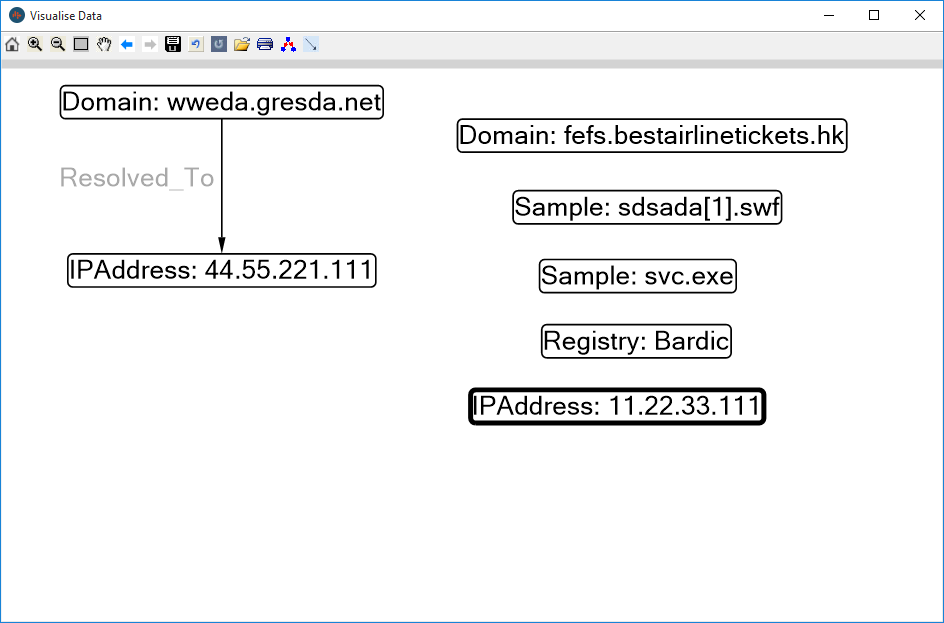 Visualise Data
Domain: wweda.gresda.net
Resolved_To
IPAddress: 44.55.221.111
Domain: fefs.bestairlinetickets.hk
Sample: sdsada[1].swf
Sample: svc.exe
Registry: Bardic
IPAddress: 11.22.33.111